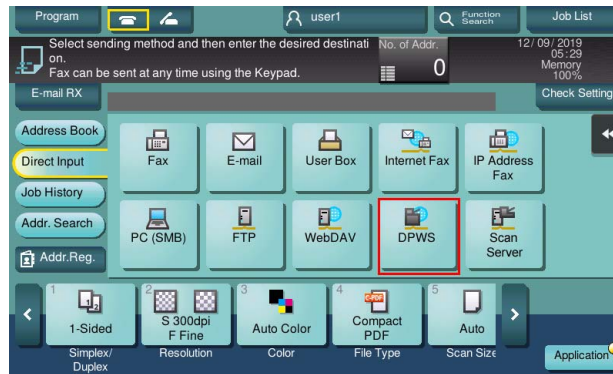 Program
user1
Function
Search
Job List
Select sending method and then enter the desired destinati
on.
Fax can be sent at any time using the Keypad.
No. of Addr.
0
12/09/2019
05:29
Memory
100%
E-mail RX
Check Setting
Address Book
Direct Input
Job History
Addr. Search
Addr.Reg.
Fax
E-mail
User Box
Internet Fax
IP Address
Fax
PC (SMB)
FTP
WebDAV
DPWS
Scan
Server
1
1-Sided
Simplex/
Duplex
2
S 300dpi
F Fine
Resolution
3
Auto Color
Color
4
C-PDF
Compact
PDF
File Type
5
Auto
Scan Size
Application